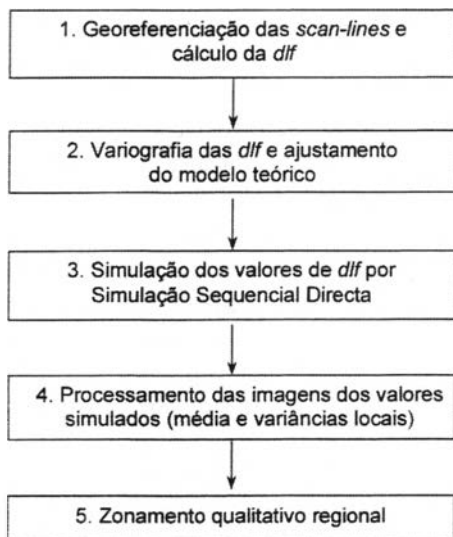 1. Georeferenciação das scan-lines e
cálculo da dlf
2. Variografia das dlf e ajustamento
do modelo teórico
3. Simulação dos valores de dlf por
Simulação Sequencial Directa
4. Processamento das imagens dos valores
simulados (média e variâncias locais)
5. Zonamento qualitativo regional